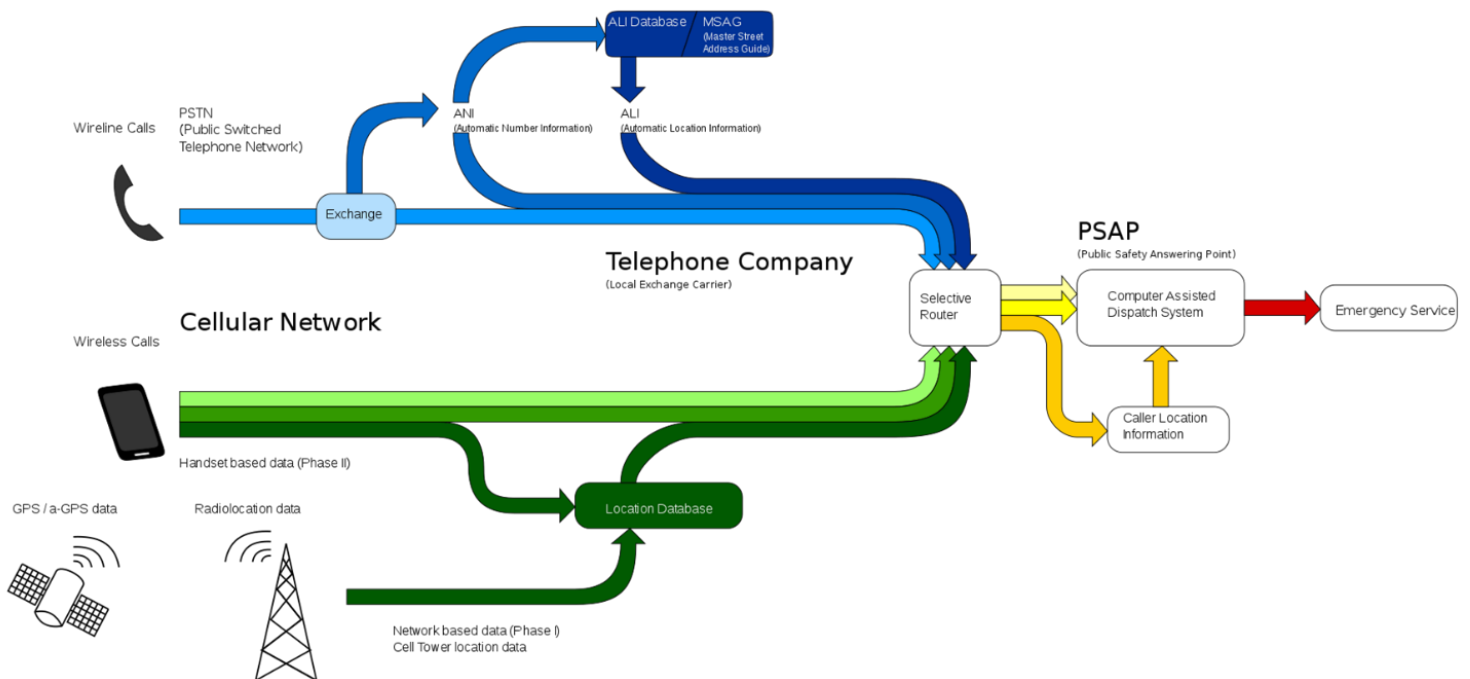 ALI Database
MSAG
(Master Street
Address Guide)
PSTN
(Public Switched
Telephone Network)
Wireline Calls
ANI
(Automatic Number Information)
ALI
(Automatic Location Information)
Exchange
Telephone Company
(Local Exchange Carrier)
PSAP
(Public Safety Answering Point)
Selective
Router
Computer Assisted
Dispatch System
Emergency Service
Cellular Network
Wireless Calls
Caller Location
Information
Handset based data (Phase II)
GPS / a-GPS data
Radiolocation data
Location Database
Network based data (Phase I)
Cell Tower location data